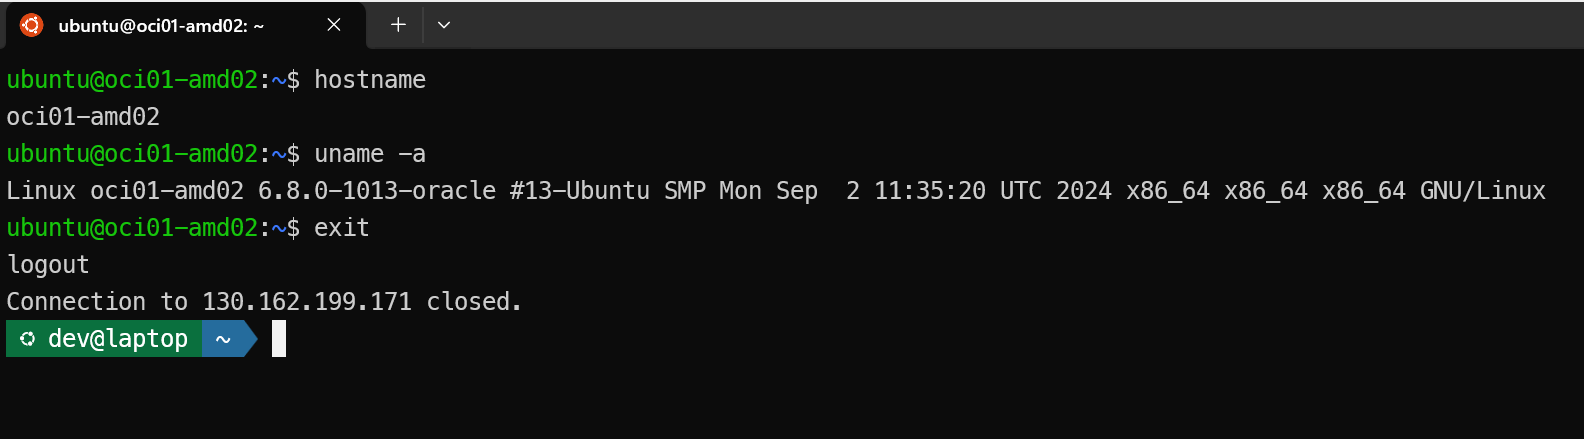 ubuntu@oci01-amd02: ~
ubuntu@oci01-amd02:~$ hostname
oci01-amd02
ubuntu@oci01-amd02:~$ uname -a
Linux oci01-amd02 6.8.0-1013-oracle #13-Ubuntu SMP Mon Sep  2 11:35:20 UTC 2024 x86_64 x86_64 x86_64 GNU/Linux
ubuntu@oci01-amd02:~$ exit
logout
Connection to 130.162.199.171 closed.
dev@laptop ~